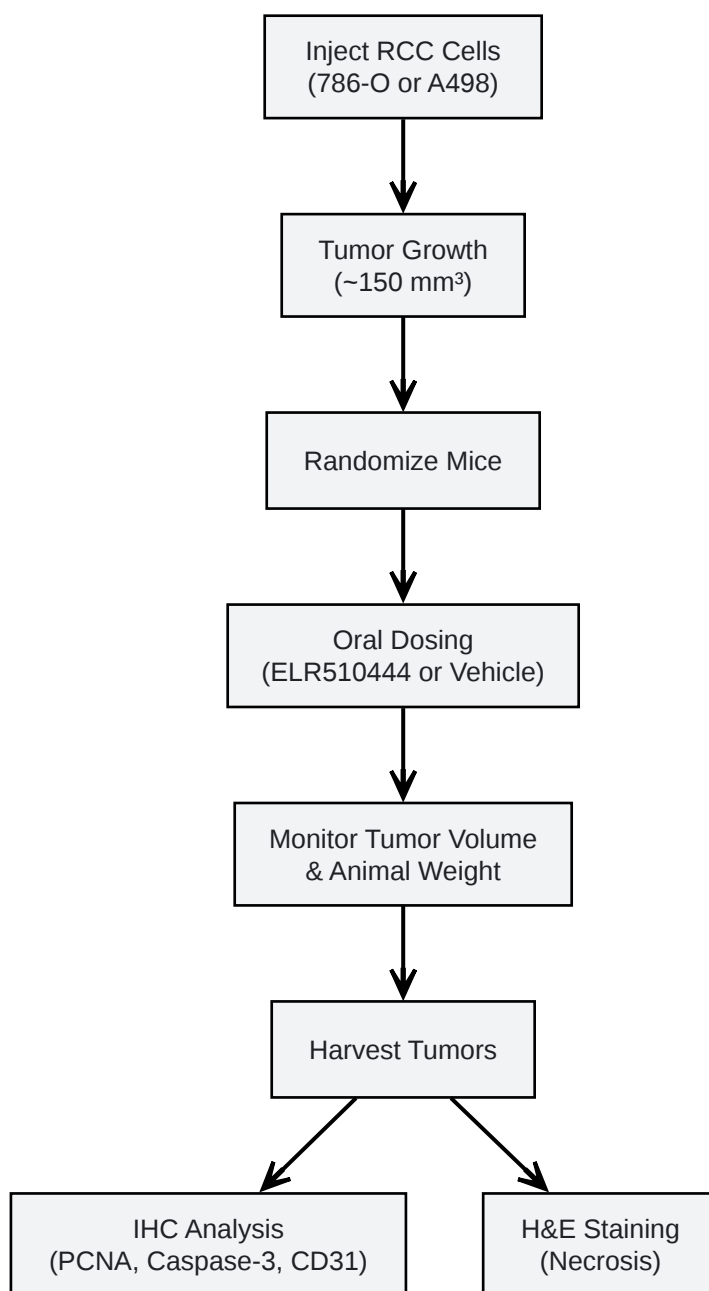 Inject RCC Cells
(786-O or A498)
Tumor Growth
(~150 mm³)
Randomize Mice
Oral Dosing
(ELR510444 or Vehicle)
Monitor Tumor Volume
& Animal Weight
Harvest Tumors
IHC Analysis
(PCNA, Caspase-3, CD31)
H&E Staining
(Necrosis)